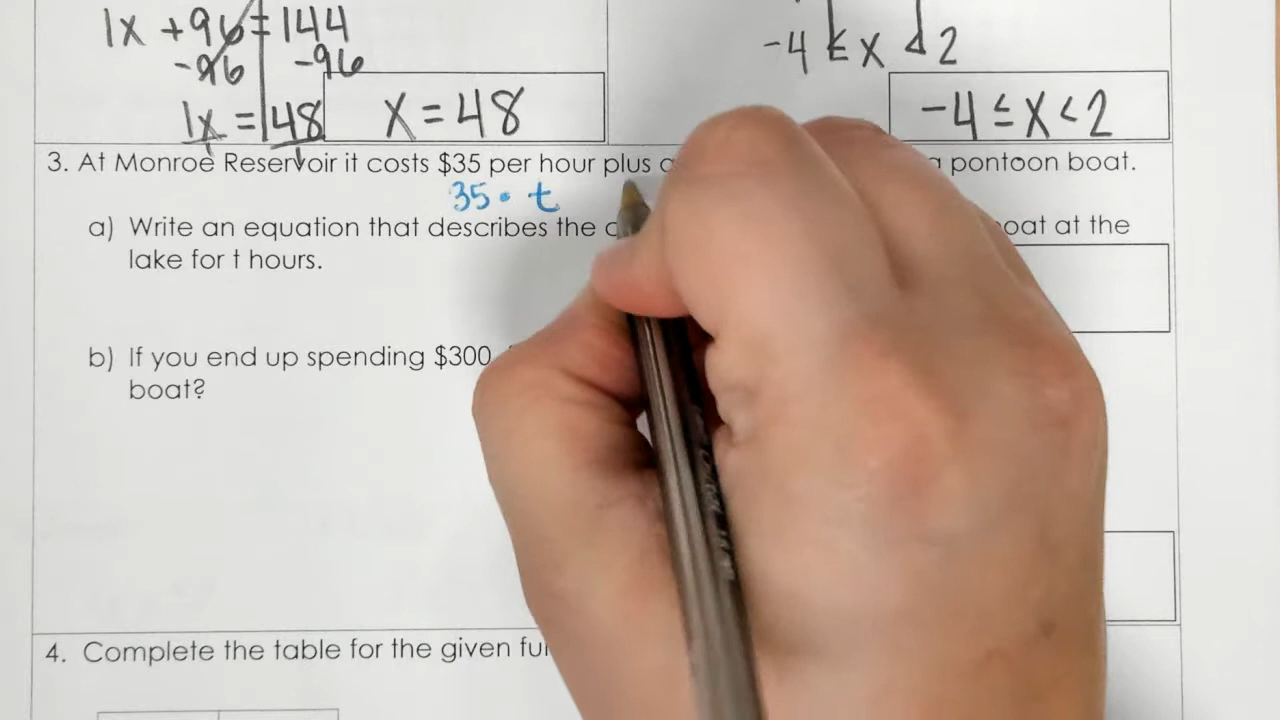 1x + 96 = 144
-96 -96
1x = 48
x = 48
-4 ≤ x < 2
-4 ≤ x < 2
3. At Monroe Reservoir it costs $35 per hour plus pontoon boat.
35 • t
a) Write an equation that describes the at the
lake for t hours.
b) If you end up spending $300
boat?
4. Complete the table for the given